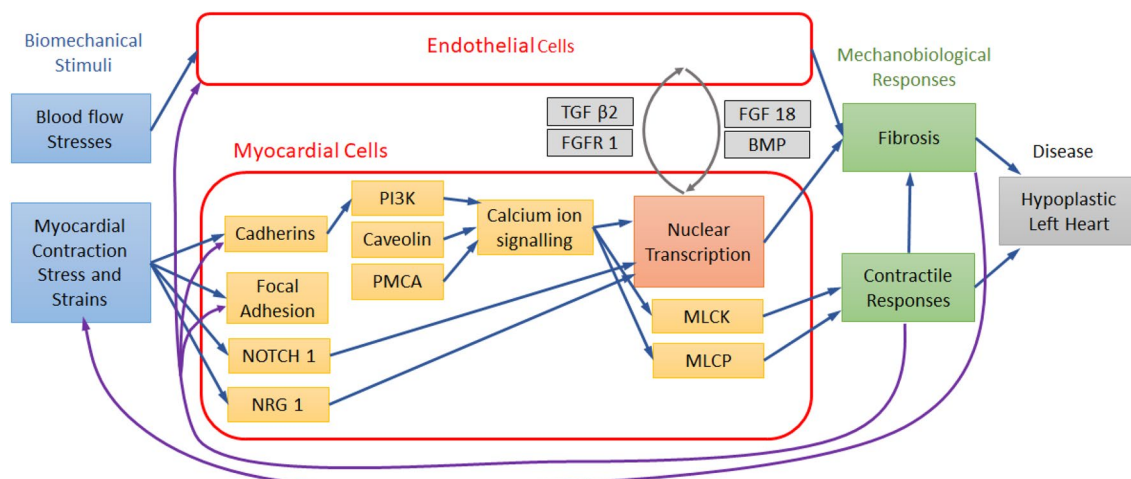 Biomechanical
Stimuli
Blood flow
Stresses
Myocardial
Contraction
Stress and
Strains
Endothelial Cells
TGF β2
FGFR 1
FGF 18
BMP
Myocardial Cells
Cadherins
Focal
Adhesion
NOTCH 1
NRG 1
PI3K
Caveolin
PMCA
Calcium ion
signalling
Nuclear
Transcription
MLCK
MLCP
Mechanobiological
Responses
Fibrosis
Contractile
Responses
Disease
Hypoplastic
Left Heart